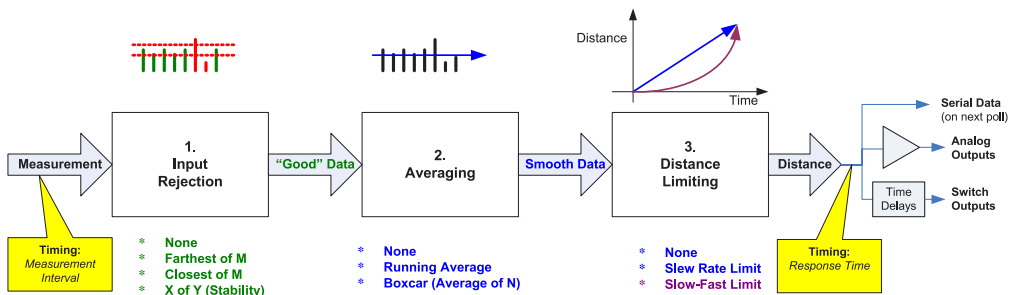 Distance
Time
Measurement
1.
Input
Rejection
"Good" Data
2.
Averaging
Smooth Data
3.
Distance
Limiting
Distance
Serial Data
(on next poll)
Analog
Outputs
Time
Delays
Switch
Outputs
Timing:
Measurement
Interval
* None
* Farthest of M
* Closest of M
* X of Y (Stability)
* None
* Running Average
* Boxcar (Average of N)
* None
* Slew Rate Limit
* Slow-Fast Limit
Timing:
Response Time